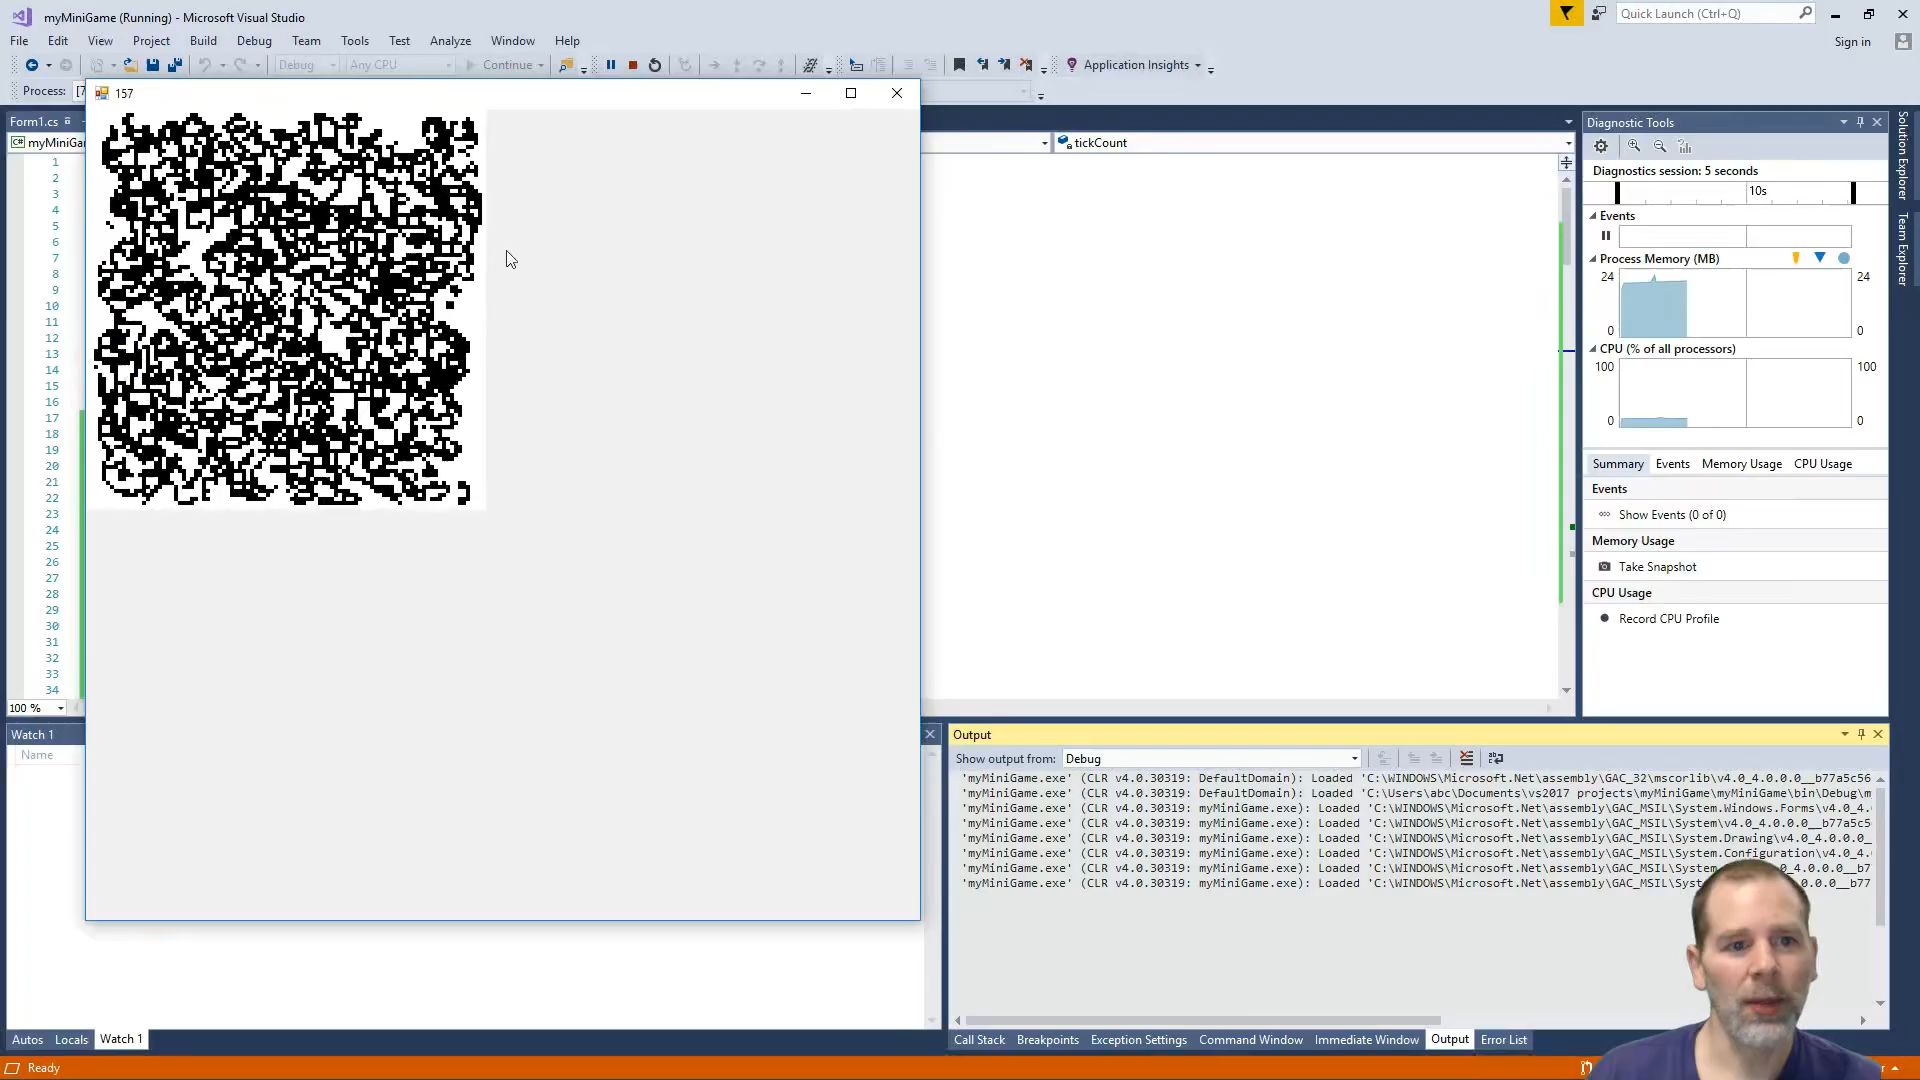 myMiniGame (Running) - Microsoft Visual Studio
Quick Launch (Ctrl+Q)
File Edit View Project Build Debug Team Tools Test Analyze Window Help
Sign in
Debug Any CPU Continue Application Insights
Process: [7
157
Form1.cs
Diagnostic Tools
myMiniGa
tickCount
1
2
3
4
5
6
7
8
9
10
11
12
13
14
15
16
17
18
19
20
21
22
23
24
25
26
27
28
29
30
31
32
33
34
100 %
Diagnostics session: 5 seconds
10s
Events
Process Memory (MB)
24 24
0 0
CPU (% of all processors)
100 100
0 0
Summary Events Memory Usage CPU Usage
Events
Show Events (0 of 0)
Memory Usage
Take Snapshot
CPU Usage
Record CPU Profile
Solution Explorer
Team Explorer
Watch 1
Name
Output
Show output from: Debug
'myMiniGame.exe' (CLR v4.0.30319: DefaultDomain): Loaded 'C:\WINDOWS\Microsoft.Net\assembly\GAC_32\mscorlib\v4.0_4.0.0.0__b77a5c56
'myMiniGame.exe' (CLR v4.0.30319: DefaultDomain): Loaded 'C:\Users\abc\Documents\vs2017 projects\myMiniGame\myMiniGame\bin\Debug\m
'myMiniGame.exe' (CLR v4.0.30319: myMiniGame.exe): Loaded 'C:\WINDOWS\Microsoft.Net\assembly\GAC_MSIL\System.Windows.Forms\v4.0_4.
'myMiniGame.exe' (CLR v4.0.30319: myMiniGame.exe): Loaded 'C:\WINDOWS\Microsoft.Net\assembly\GAC_MSIL\System\v4.0_4.0.0.0__b77a5c5
'myMiniGame.exe' (CLR v4.0.30319: myMiniGame.exe): Loaded 'C:\WINDOWS\Microsoft.Net\assembly\GAC_MSIL\System.Drawing\v4.0_4.0.0.0_
'myMiniGame.exe' (CLR v4.0.30319: myMiniGame.exe): Loaded 'C:\WINDOWS\Microsoft.Net\assembly\GAC_MSIL\System.Configuration\v4.0_4.
'myMiniGame.exe' (CLR v4.0.30319: myMiniGame.exe): Loaded 'C:\WINDOWS\Microsoft.Net\assembly\GAC_MSIL\Syste 0_4.0.0.0__b7
'myMiniGame.exe' (CLR v4.0.30319: myMiniGame.exe): Loaded 'C:\WINDOWS\Microsoft.Net\assembly\GAC_MSIL\Syst 0.0.0__b77
Autos Locals Watch 1
Call Stack Breakpoints Exception Settings Command Window Immediate Window Output Error List
Ready